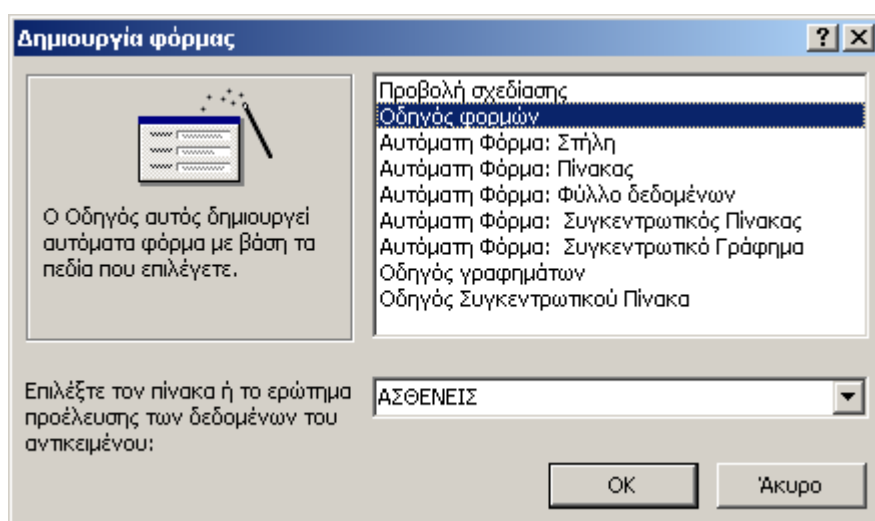 Δημιουργία φόρμας
Ο Οδηγός αυτός δημιουργεί
αυτόματα φόρμα με βάση τα
πεδία που επιλέγετε.
Προβολή σχεδίασης
Οδηγός φορμών
Αυτόματη Φόρμα: Στήλη
Αυτόματη Φόρμα: Πίνακας
Αυτόματη Φόρμα: Φύλλο δεδομένων
Αυτόματη Φόρμα: Συγκεντρωτικός Πίνακας
Αυτόματη Φόρμα: Συγκεντρωτικό Γράφημα
Οδηγός γραφημάτων
Οδηγός Συγκεντρωτικού Πίνακα
Επιλέξτε τον πίνακα ή το ερώτημα
προέλευσης των δεδομένων του
αντικειμένου:
ΑΣΘΕΝΕΙΣ
OK
Άκυρο